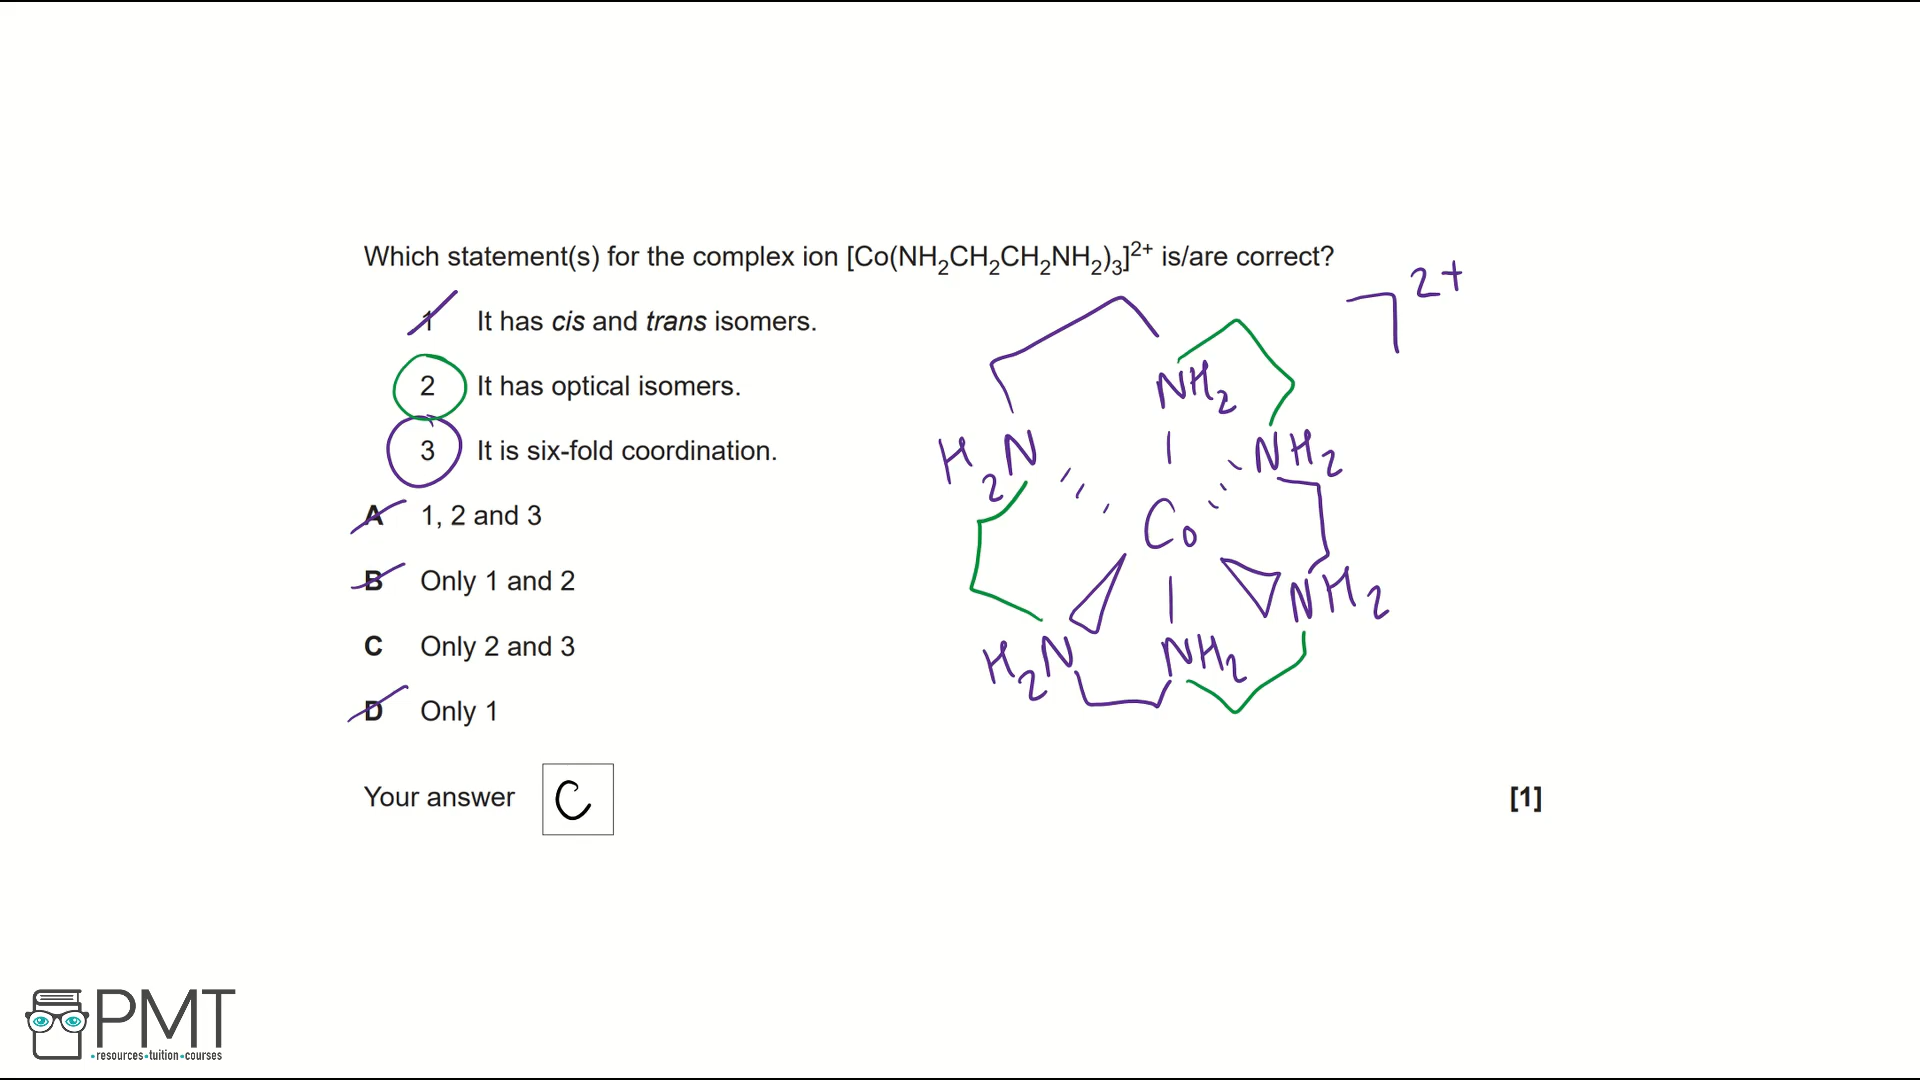 Which statement(s) for the complex ion [Co(NH₂CH₂CH₂NH₂)₃]²⁺ is/are correct?
1 It has cis and trans isomers.
2 It has optical isomers.
3 It is six-fold coordination.
A 1, 2 and 3
B Only 1 and 2
C Only 2 and 3
D Only 1
Your answer C
[1]
2+
NH₂
H₂N
NH₂
Co
NH₂
H₂N
NH₂
PMT
•resources•tuition•courses